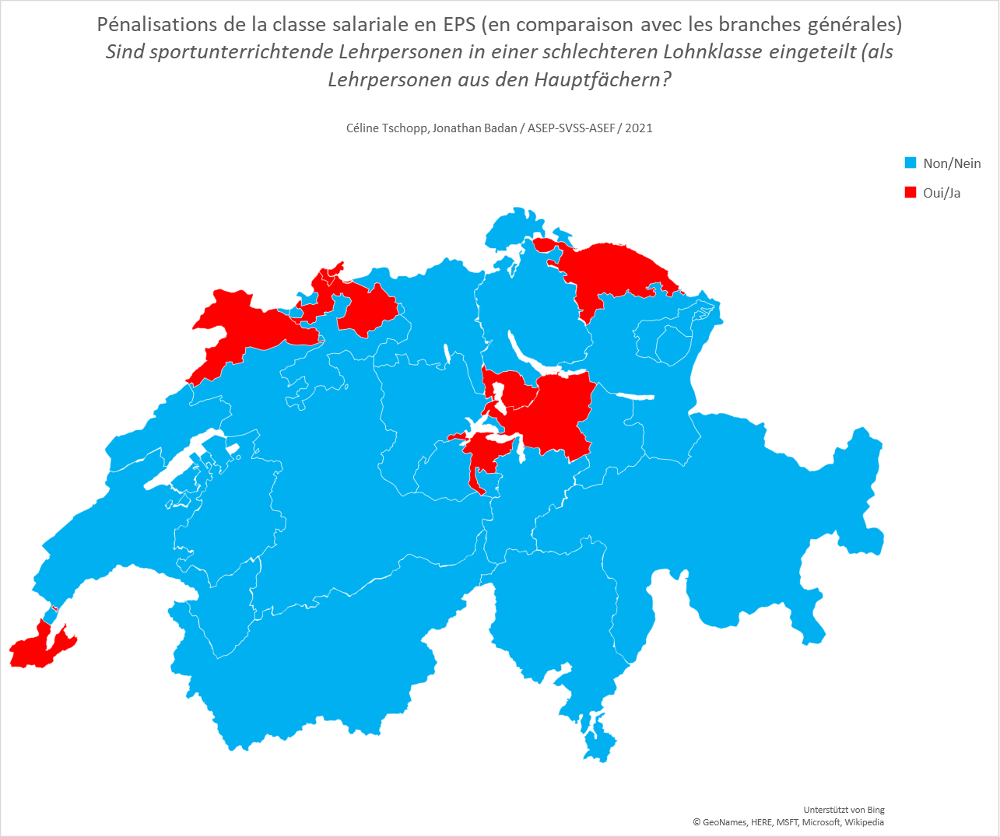 Pénalisations de la classe salariale en EPS (en comparaison avec les branches générales)
Sind sportunterrichtende Lehrpersonen in einer schlechteren Lohnklasse eingeteilt (als
Lehrpersonen aus den Hauptfächern?
Céline Tschopp, Jonathan Badan / ASEP-SVSS-ASEF / 2021
Non/Nein
Oui/Ja
Unterstützt von Bing
© GeoNames, HERE, MSFT, Microsoft, Wikipedia